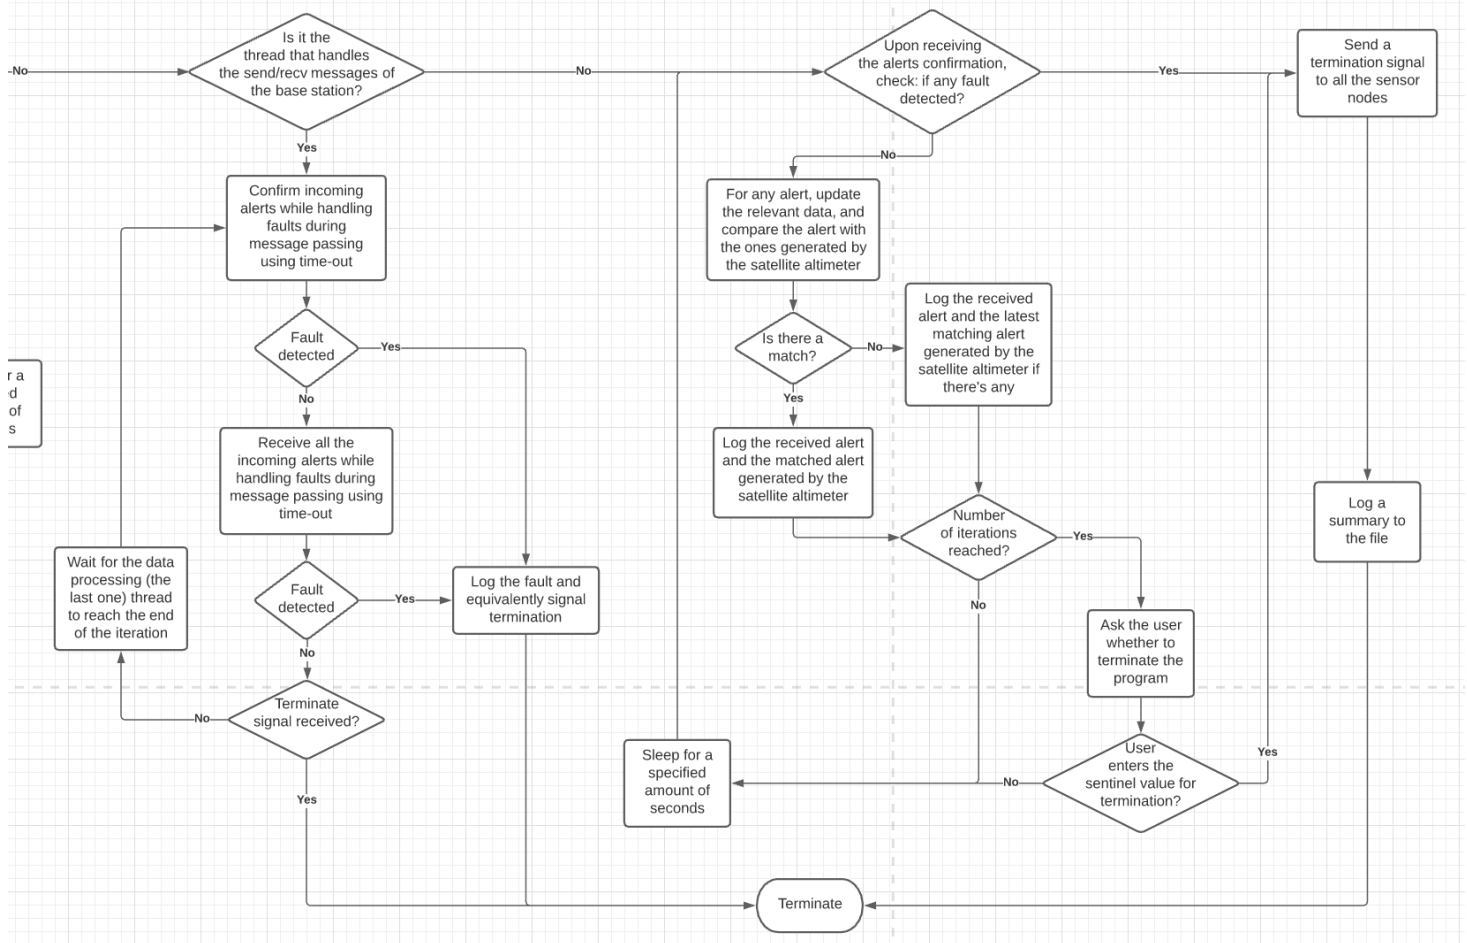 No
Is it the
thread that handles
the send/recv messages of
the base station?
No
Upon receiving
the alerts confirmation,
check: if any fault
detected?
Yes
Send a
termination signal
to all the sensor
nodes
Yes
Confirm incoming
alerts while handling
faults during
message passing
using time-out
No
For any alert, update
the relevant data, and
compare the alert with
the ones generated by
the satellite altimeter
Fault
detected
Yes
Is there a
match?
No
Log the received
alert and the latest
matching alert
generated by the
satellite altimeter if
there's any
r a
ed
of
s
No
Yes
Receive all the
incoming alerts while
handling faults during
message passing using
time-out
Log the received alert
and the matched alert
generated by the
satellite altimeter
Number
of iterations
reached?
Yes
Log a
summary to
the file
Wait for the data
processing (the
last one) thread
to reach the end
of the iteration
Fault
detected
Yes
Log the fault and
equivalently signal
termination
No
Ask the user
whether to
terminate the
program
No
Terminate
signal received?
No
Sleep for a
specified
amount of
seconds
No
User
enters the
sentinel value for
termination?
Yes
Yes
Terminate